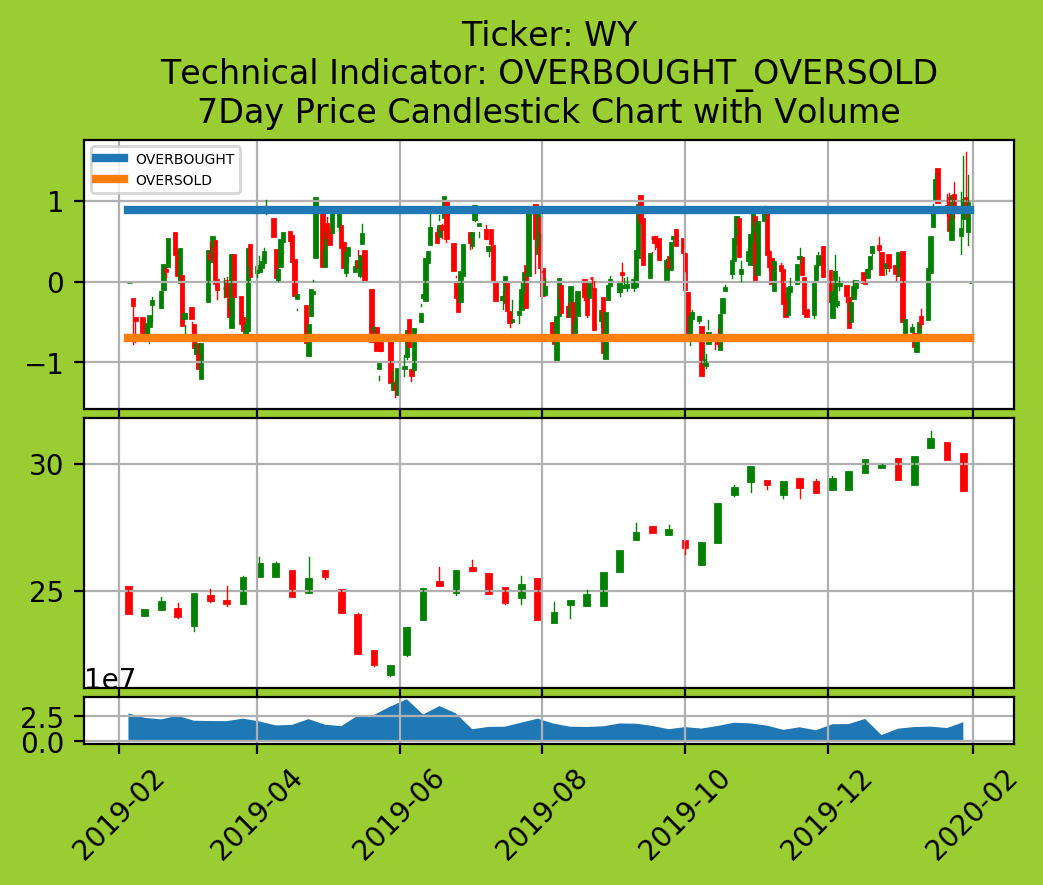 Ticker: WY
Technical Indicator: OVERBOUGHT_OVERSOLD
7Day Price Candlestick Chart with Volume
OVERBOUGHT
OVERSOLD
1
0
−1
30
25
1e7
2.5
0.0
2019-02
2019-04
2019-06
2019-08
2019-10
2019-12
2020-02